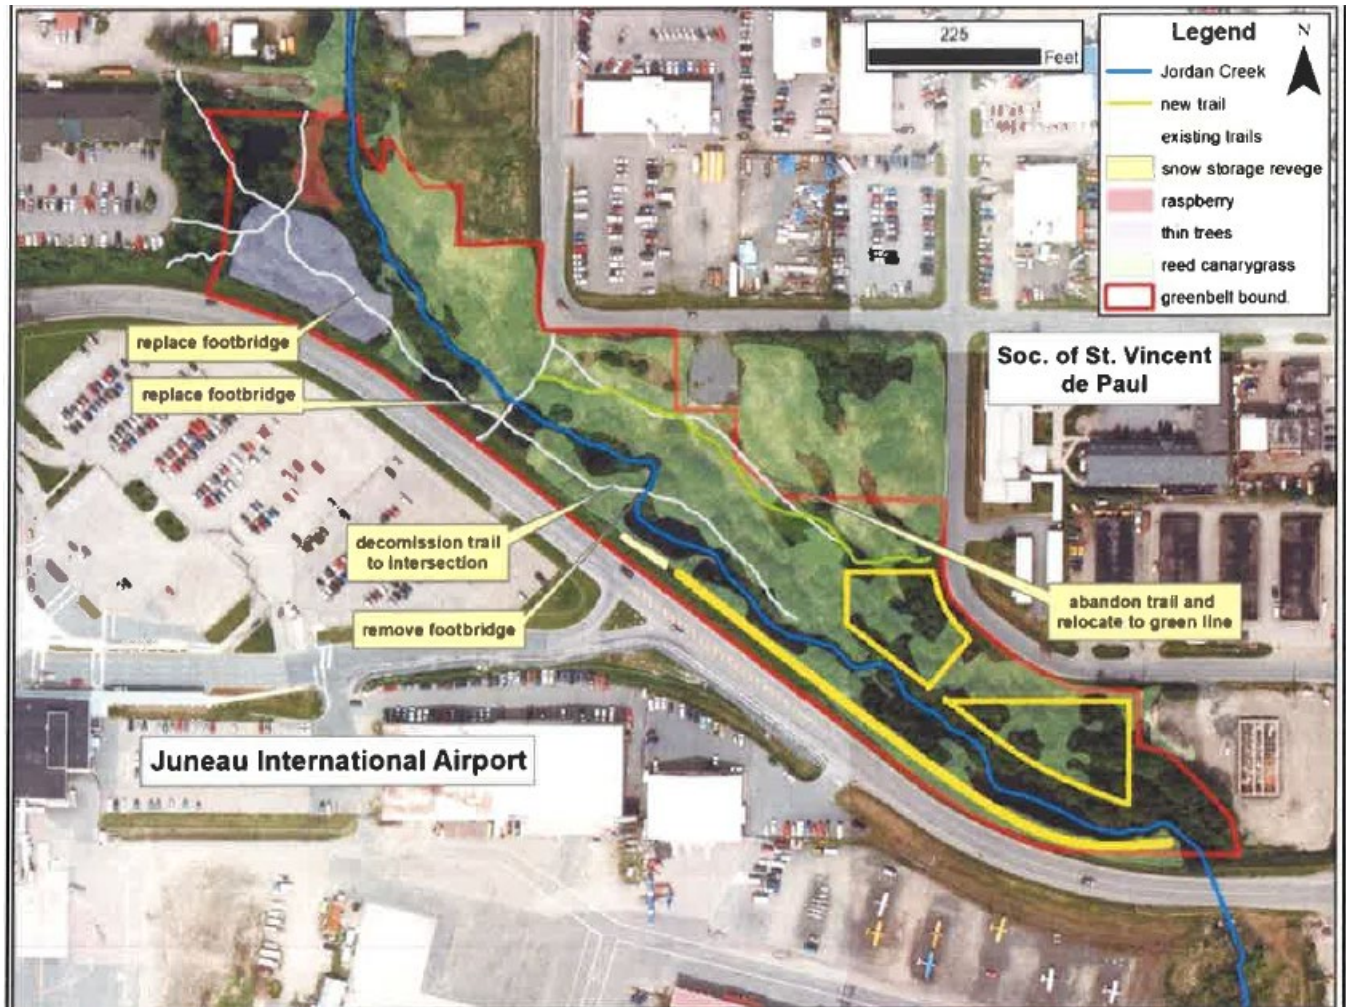 225
Feet
Legend
N
Jordan Creek
new trail
existing trails
snow storage revege
raspberry
thin trees
reed canarygrass
greenbelt bound.
replace footbridge
replace footbridge
Soc. of St. Vincent
de Paul
decomission trail
to intersection
remove footbridge
abandon trail and
relocate to green line
Juneau International Airport